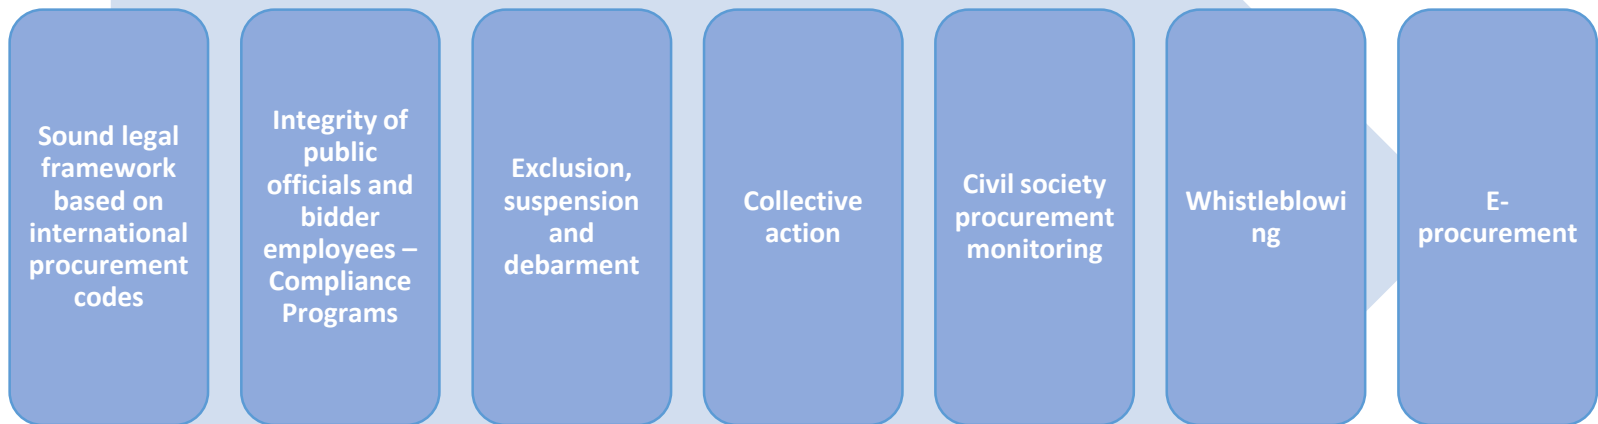 Sound legal
framework
based on
international
procurement
codes
Integrity of
public
officials and
bidder
employees –
Compliance
Programs
Exclusion,
suspension
and
debarment
Collective
action
Civil society
procurement
monitoring
Whistleblowi
ng
E-
procurement